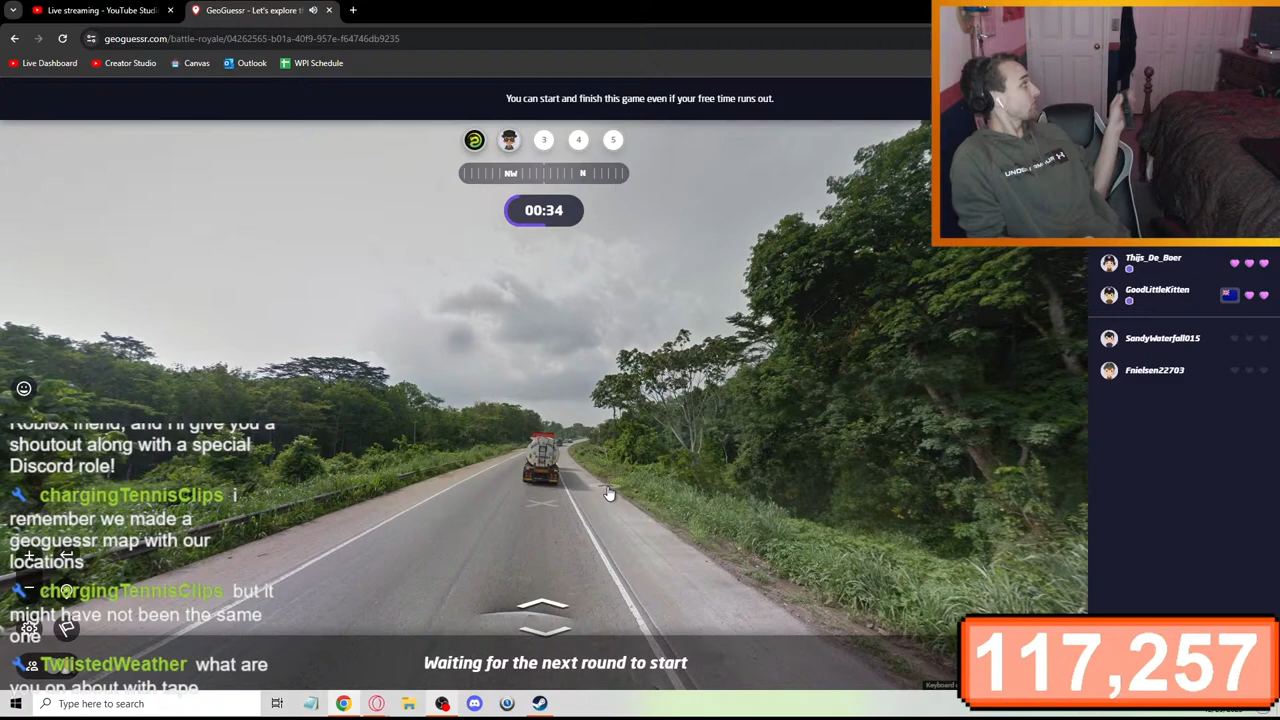 Live streaming - YouTube Studi
GeoGuessr - Let's explore t
geoguessr.com/battle-royale/04262565-b01a-40f9-957e-f64746db9235
Live Dashboard
Creator Studio
Canvas
Outlook
WPI Schedule
You can start and finish this game even if your free time runs out.
3 4 5
NW N
00:34
UNDER ARMOUR
Thijs_De_Boer
GoodLittleKitten
SandyWaterfall015
Fnielsen22703
Roblox friend, and I'll give you a
shoutout along with a special
Discord role!
chargingTennisClips i
remember we made a
geoguessr map with our
locations
chargingTennisClips but it
might have not been the same
one
TwiistedWeather what are
you on about with tape
Waiting for the next round to start
Keyboard
117,257
Type here to search